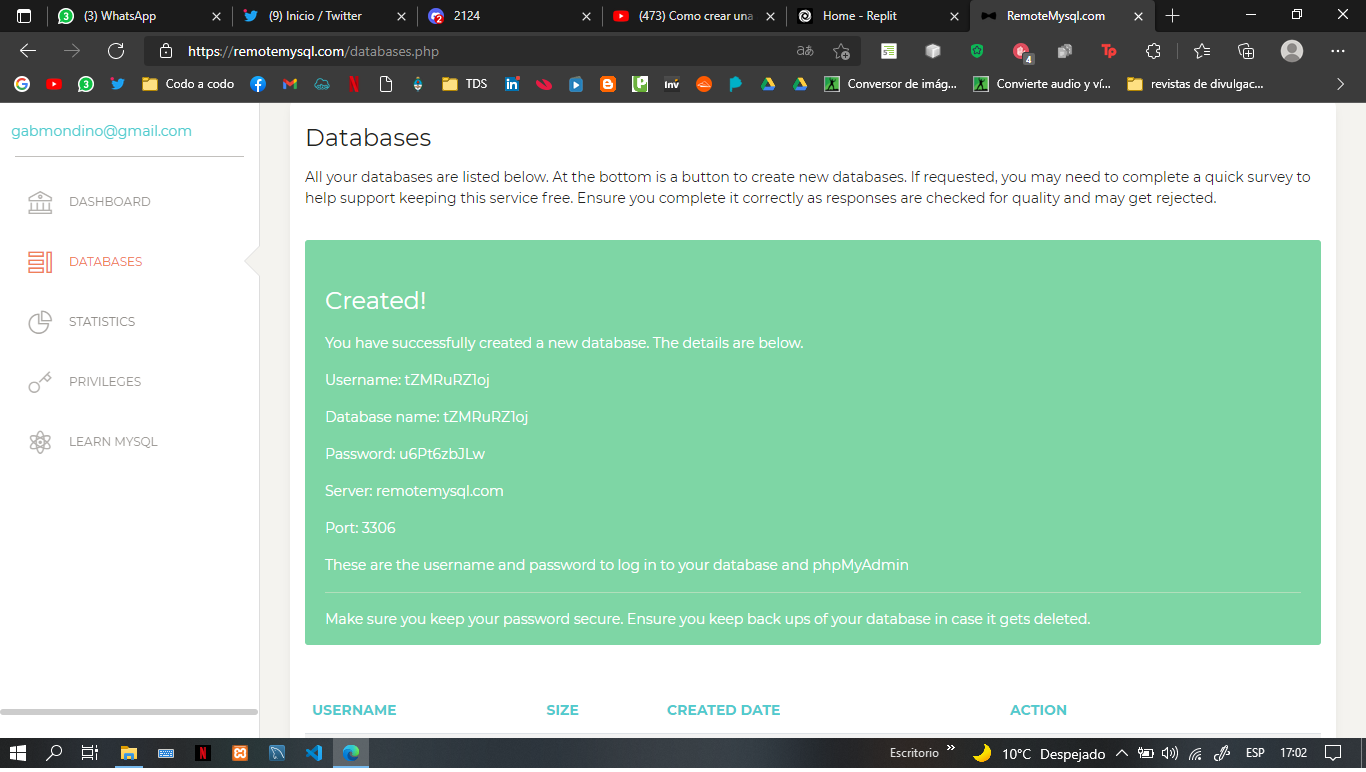 (3) WhatsApp
(9) Inicio / Twitter
2124
(473) Como crear una
Home - Replit
RemoteMysql.com
https://remotemysql.com/databases.php
Codo a codo
TDS
Conversor de imág...
Convierte audio y ví...
revistas de divulgac...
gabmondino@gmail.com
DASHBOARD
DATABASES
STATISTICS
PRIVILEGES
LEARN MYSQL
Databases
All your databases are listed below. At the bottom is a button to create new databases. If requested, you may need to complete a quick survey to
help support keeping this service free. Ensure you complete it correctly as responses are checked for quality and may get rejected.
Created!
You have successfully created a new database. The details are below.
Username: tZMRuRZ1oj
Database name: tZMRuRZ1oj
Password: u6Pt6zbJLw
Server: remotemysql.com
Port: 3306
These are the username and password to log in to your database and phpMyAdmin
Make sure you keep your password secure. Ensure you keep back ups of your database in case it gets deleted.
USERNAME SIZE CREATED DATE ACTION
Escritorio
10°C Despejado
ESP
17:02